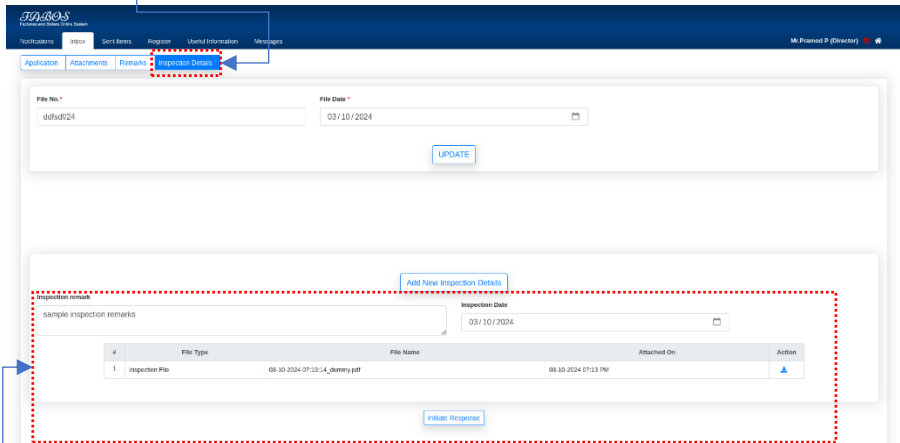 FABOS
Factories and Boilers Online System
Notifications Inbox Sent Items Register Useful Information Messages Mr.Pramod P (Director)
Application Attachments Remarks Inspection Details
File No.* File Date *
ddfsdf/24 03/10/2024
UPDATE
Add New Inspection Details
Inspection remark Inspection Date
sample inspection remarks 03/10/2024
# File Type File Name Attached On Action
1 Inspection File 08-10-2024 07:13:14_dummy.pdf 08-10-2024 07:13 PM
Initiate Response